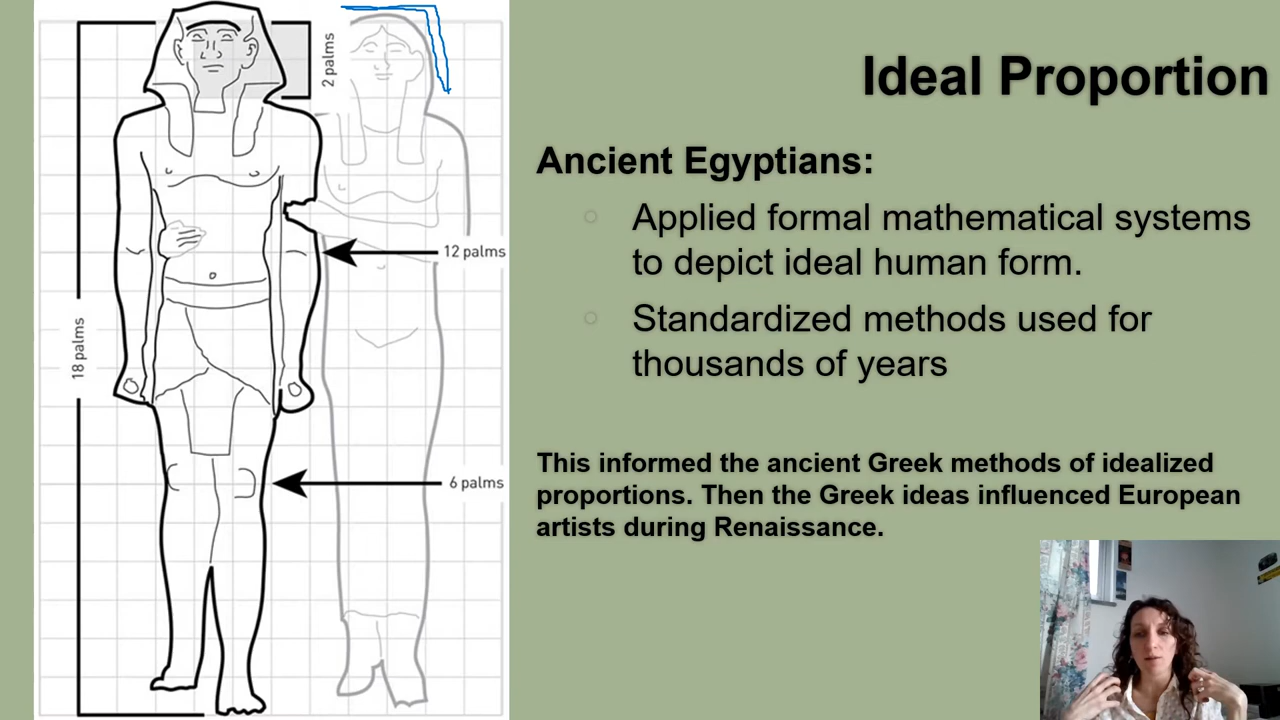 Ideal Proportion
Ancient Egyptians:
Applied formal mathematical systems
to depict ideal human form.
Standardized methods used for
thousands of years
This informed the ancient Greek methods of idealized
proportions. Then the Greek ideas influenced European
artists during Renaissance.
2 palms
12 palms
18 palms
6 palms